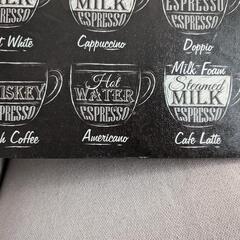 MILK
ESPRESSO ESPRESSO ESPRESSO
White Cappuccino Doppio
Milk Foam
Hot Steamed
WATER MILK
ESPRESSO ESPRESSO ESPRESSO
Coffee Americano Cafe Latte